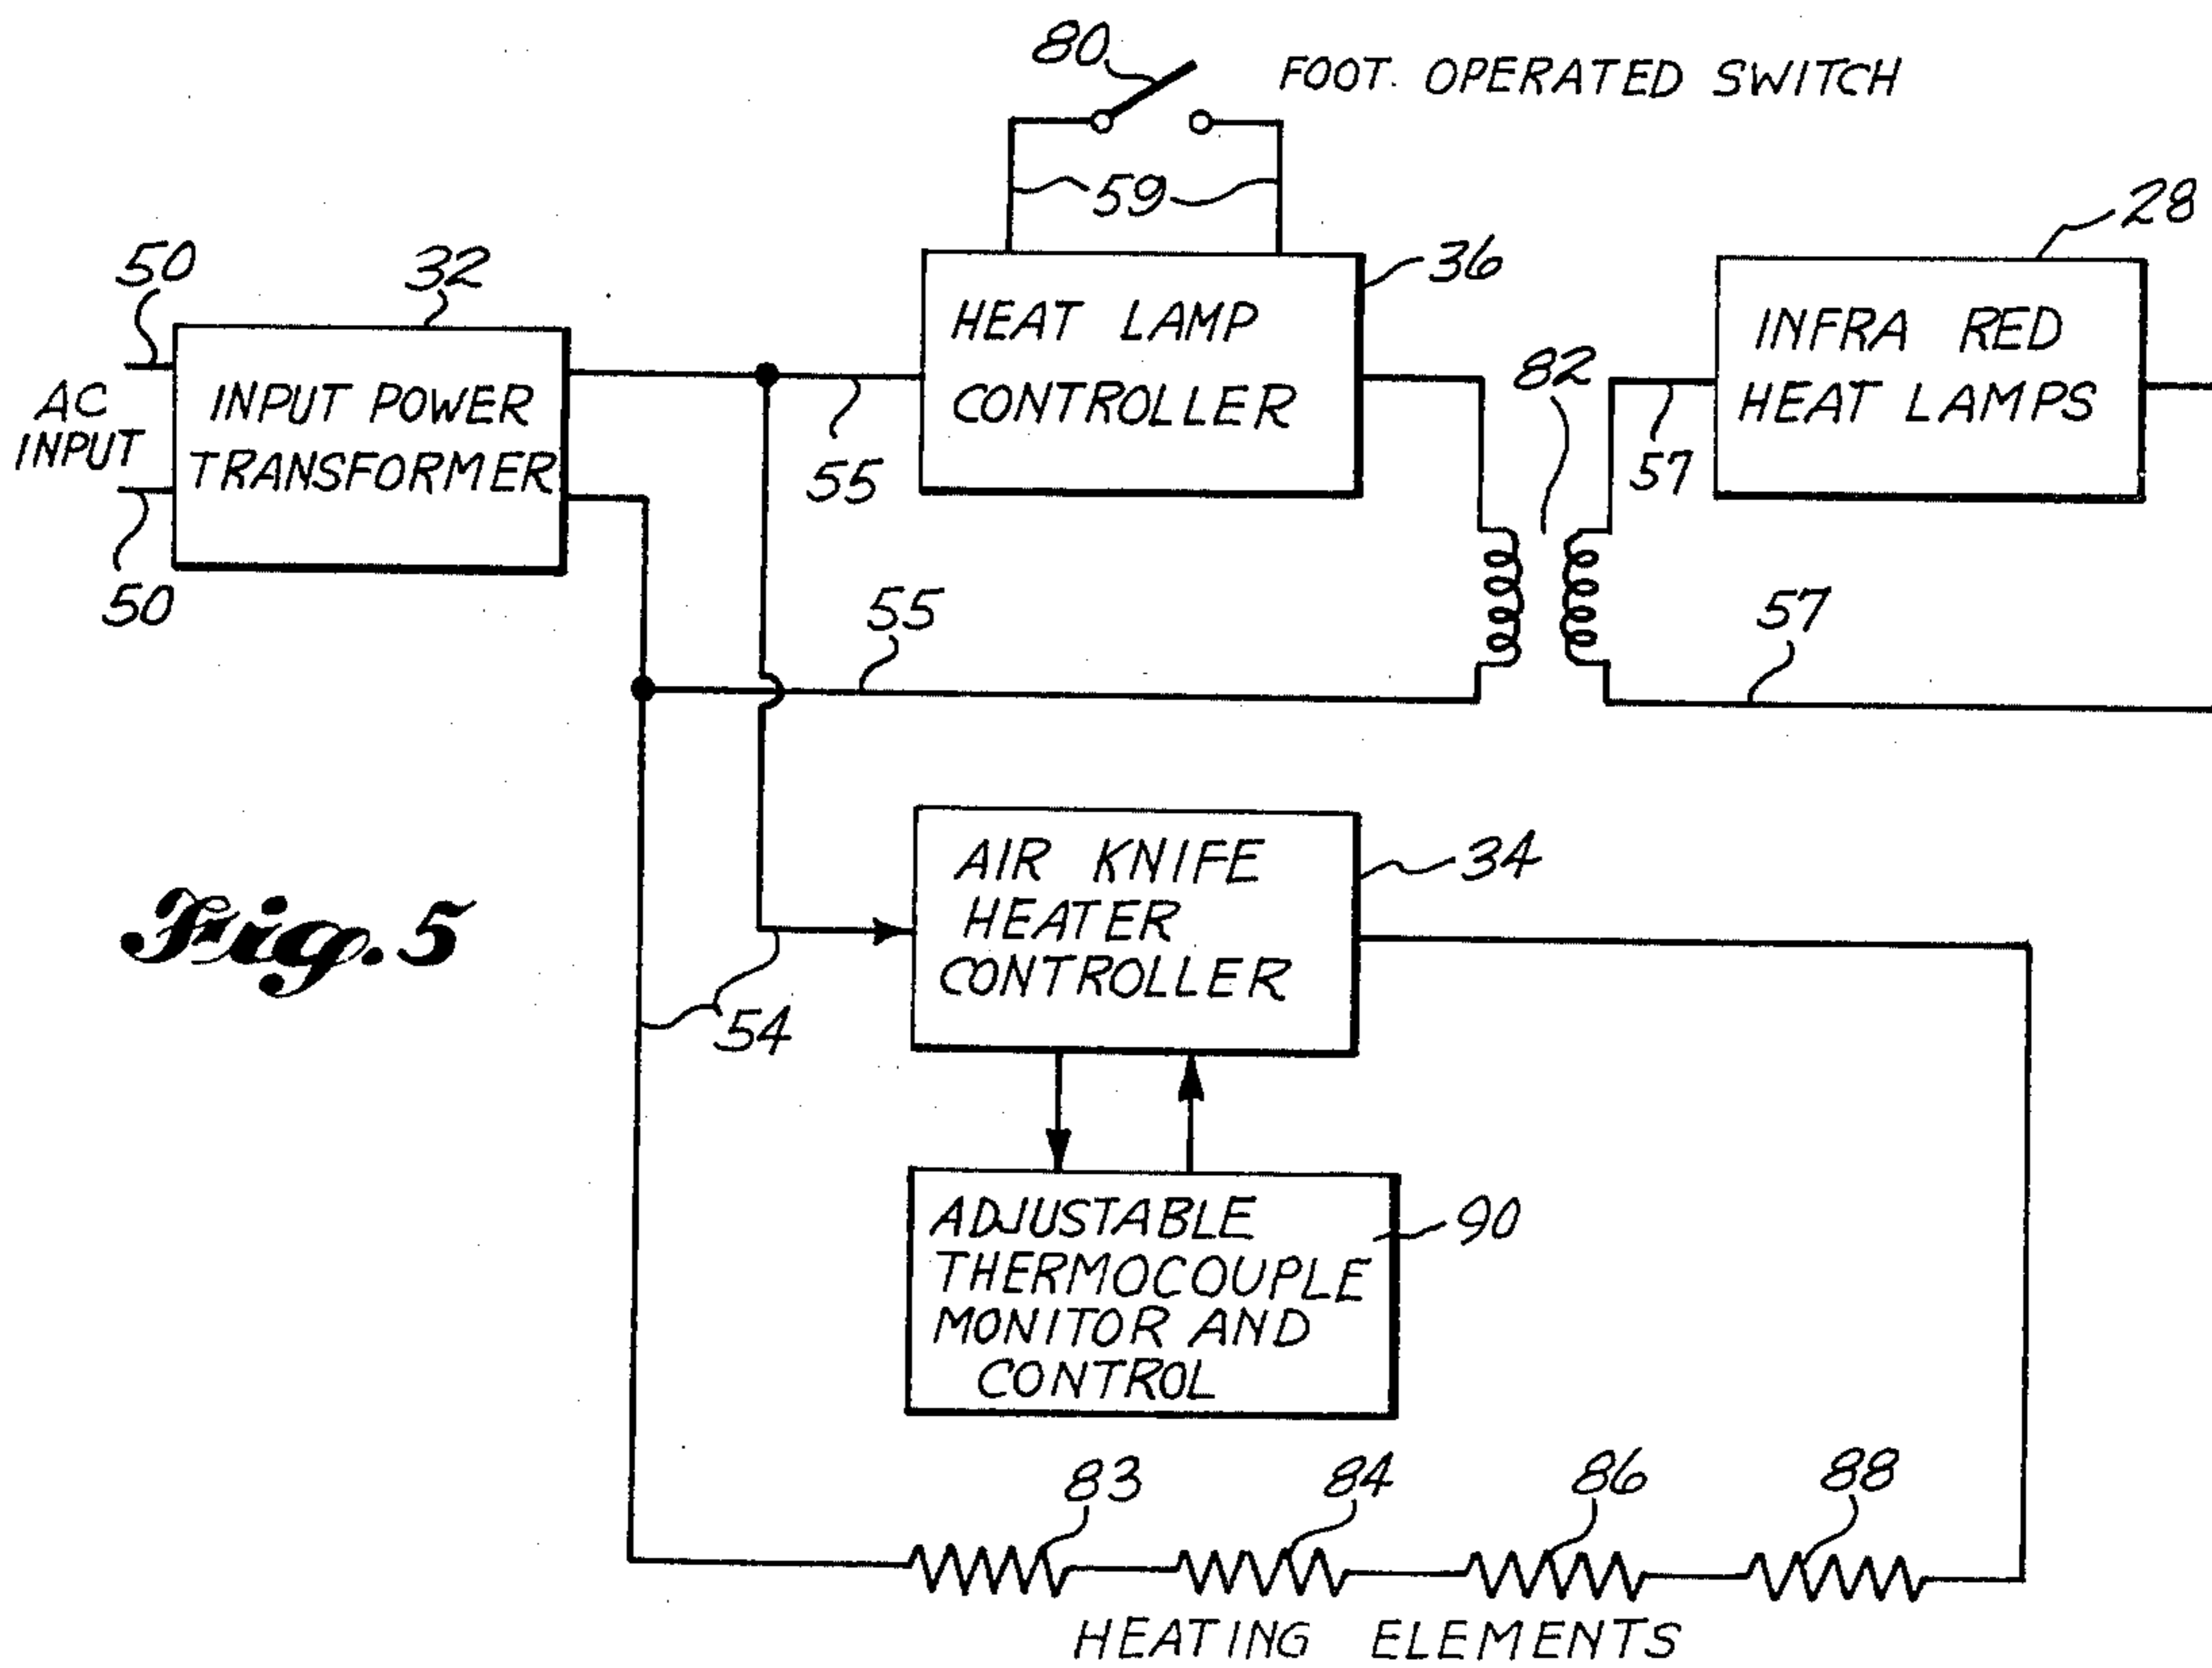 80
FOOT. OPERATED SWITCH
59
28
50
32
36
HEAT LAMP
CONTROLLER
INFRA RED
HEAT LAMPS
82
AC
INPUT
INPUT POWER
TRANSFORMER
55
57
50
55
57
AIR KNIFE
HEATER
CONTROLLER
34
Fig. 5
54
ADJUSTABLE
THERMOCOUPLE
MONITOR AND
CONTROL
90
83
84
86
88
HEATING ELEMENTS